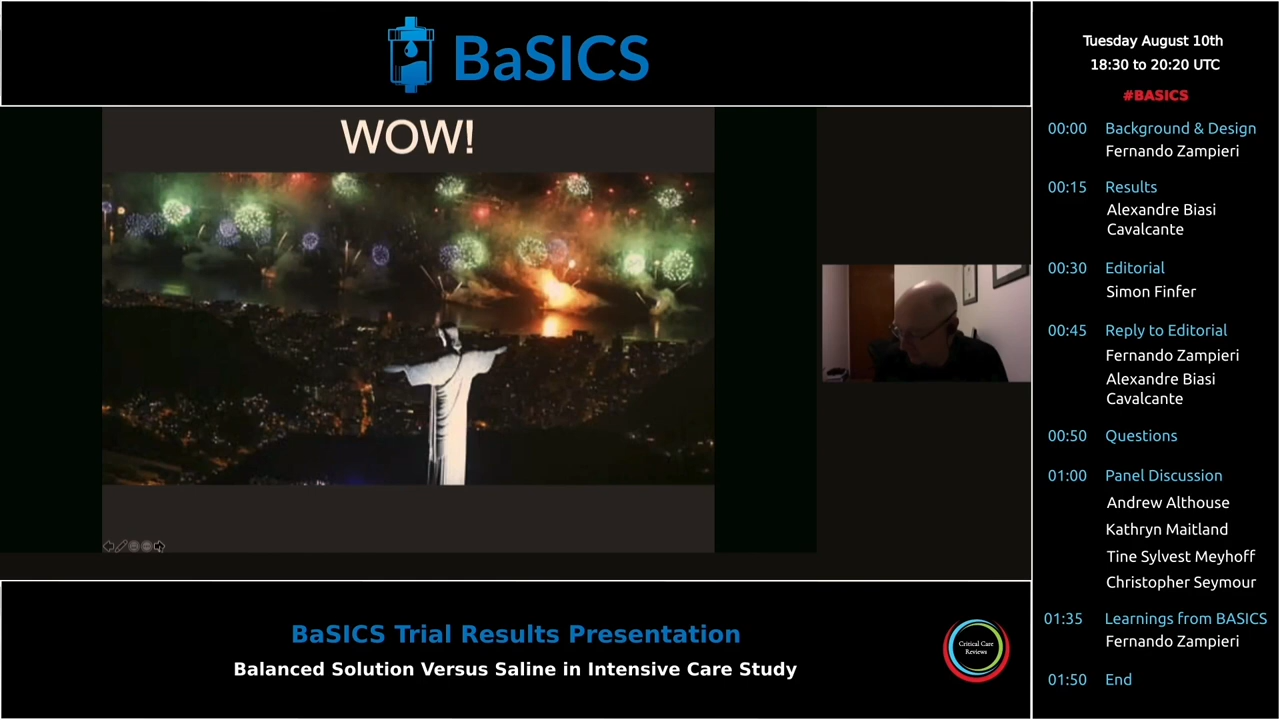 BaSICS
WOW!
BaSICS Trial Results Presentation
Balanced Solution Versus Saline in Intensive Care Study
Critical Care
Reviews
Tuesday August 10th
18:30 to 20:20 UTC
#BASICS
00:00 Background & Design
Fernando Zampieri
00:15 Results
Alexandre Biasi
Cavalcante
00:30 Editorial
Simon Finfer
00:45 Reply to Editorial
Fernando Zampieri
Alexandre Biasi
Cavalcante
00:50 Questions
01:00 Panel Discussion
Andrew Althouse
Kathryn Maitland
Tine Sylvest Meyhoff
Christopher Seymour
01:35 Learnings from BASICS
Fernando Zampieri
01:50 End